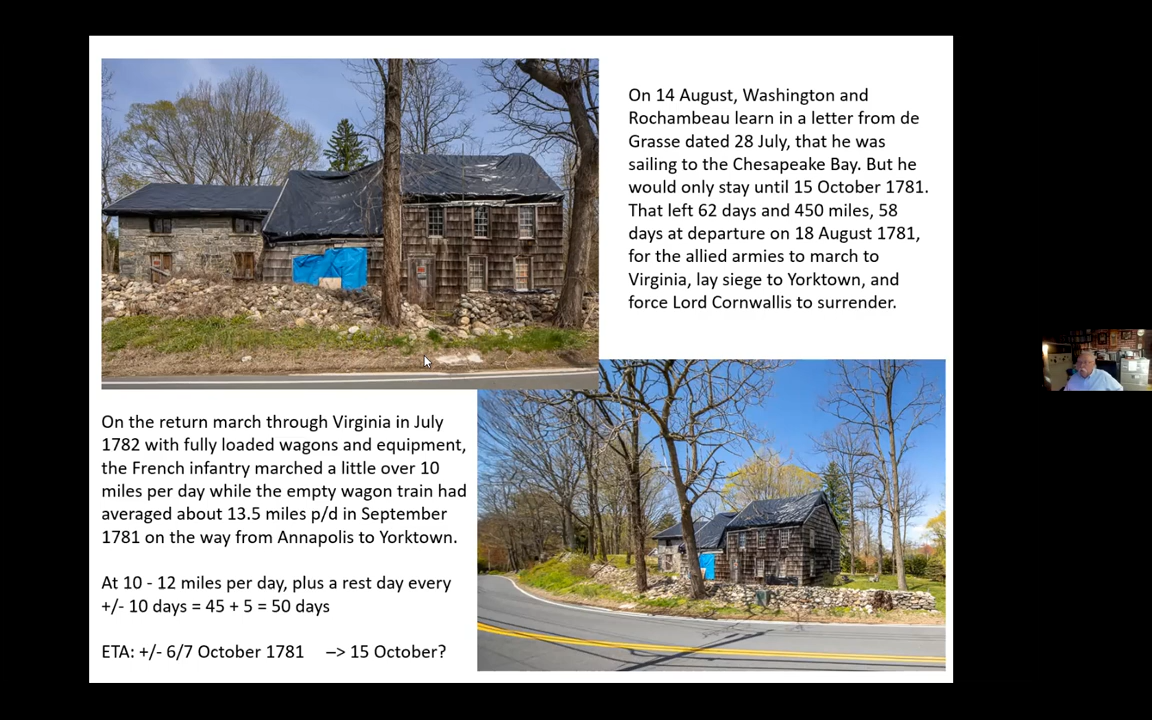 On 14 August, Washington and
Rochambeau learn in a letter from de
Grasse dated 28 July, that he was
sailing to the Chesapeake Bay. But he
would only stay until 15 October 1781.
That left 62 days and 450 miles, 58
days at departure on 18 August 1781,
for the allied armies to march to
Virginia, lay siege to Yorktown, and
force Lord Cornwallis to surrender.
On the return march through Virginia in July
1782 with fully loaded wagons and equipment,
the French infantry marched a little over 10
miles per day while the empty wagon train had
averaged about 13.5 miles p/d in September
1781 on the way from Annapolis to Yorktown.
At 10 - 12 miles per day, plus a rest day every
+/- 10 days = 45 + 5 = 50 days
ETA: +/- 6/7 October 1781 –> 15 October?